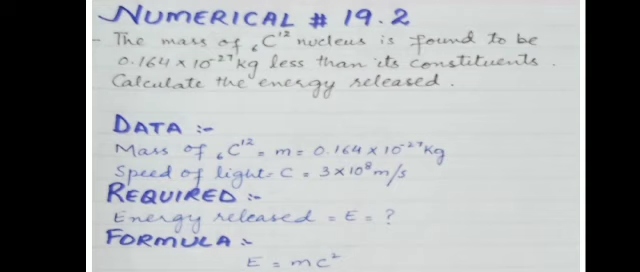 NUMERICAL # 19.2
- The mass of ₆C¹² nucleus is found to be
0.164 × 10⁻²⁷ kg less than its constituents.
Calculate the energy released.
DATA :-
Mass of ₆C¹² = m = 0.164 × 10⁻²⁷ kg
Speed of light = C = 3 × 10⁸ m/s
REQUIRED :-
Energy released = E = ?
FORMULA :-
E = mc²